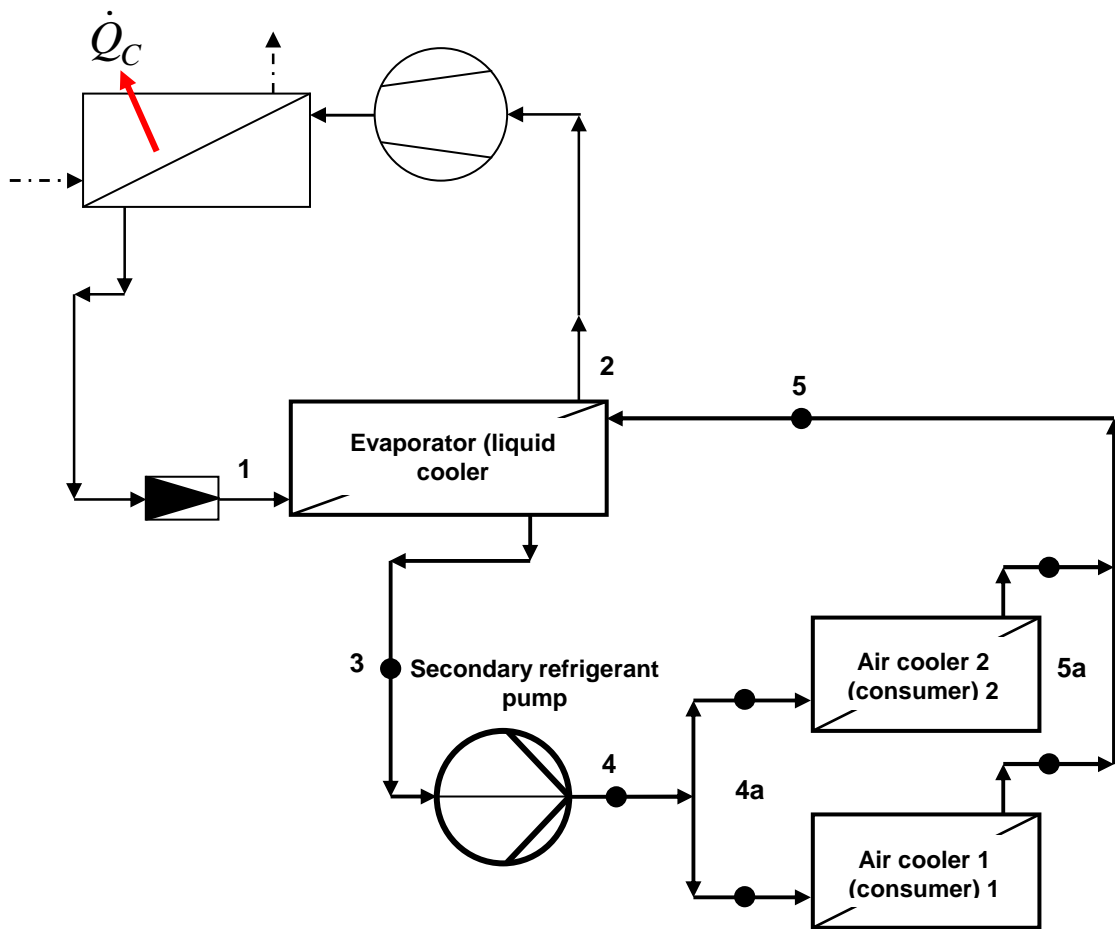 Q̇_C
2
5
Evaporator (liquid
cooler
1
3
Secondary refrigerant
pump
4
4a
Air cooler 2
(consumer) 2
5a
Air cooler 1
(consumer) 1